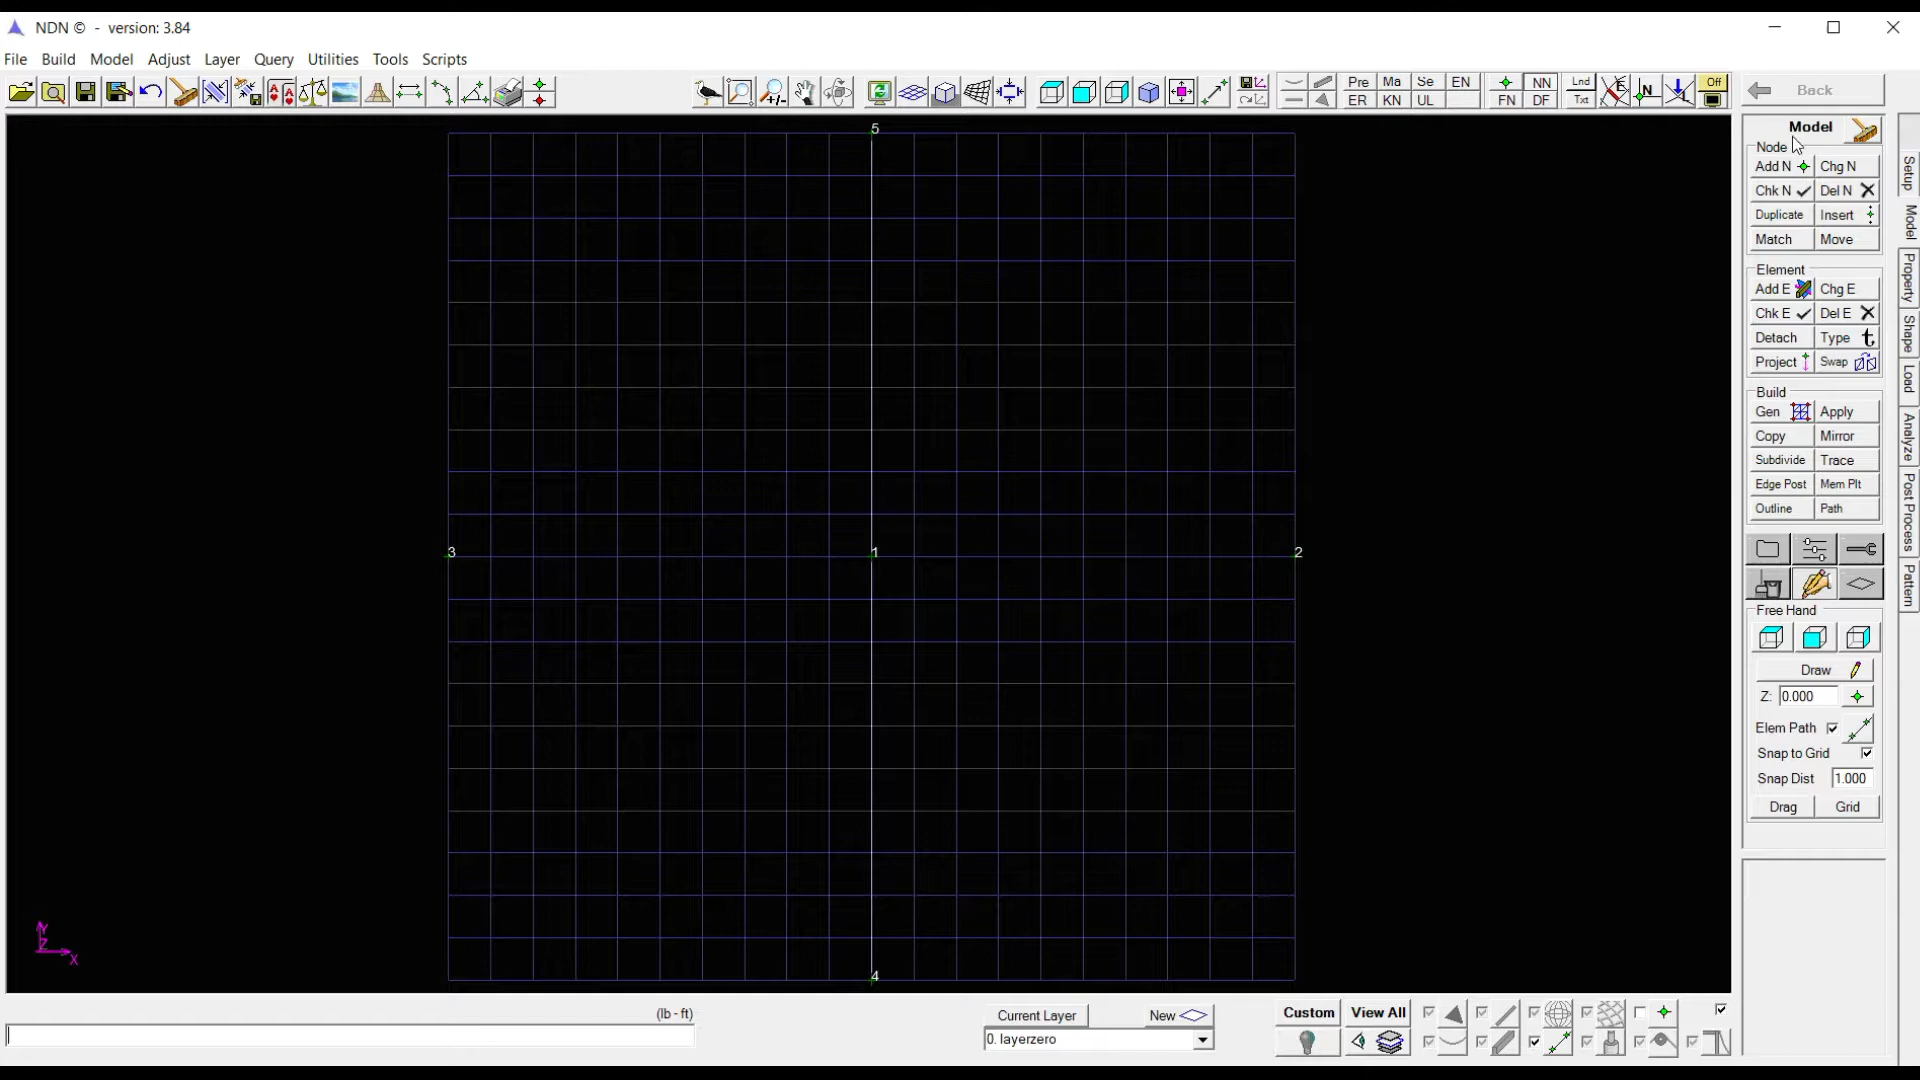 NDN © - version: 3.84
File Build Model Adjust Layer Query Utilities Tools Scripts
Pre Ma Se EN NN Lnd Off
ER KN UL FN DF Txt
N L
Back
Model
Node
Add N Chg N
Chk N Del N
Duplicate Insert
Match Move
Element
Add E Chg E
Chk E Del E
Detach Type t
Project Swap
Build
Gen Apply
Copy Mirror
Subdivide Trace
Edge Post Mem Plt
Outline Path
Free Hand
Draw
Z: 0.000
Elem Path
Snap to Grid
Snap Dist 1.000
Drag Grid
Setup
Model
Property
Shape
Load
Analyze
Post Process
Pattern
5
3 1 2
4
Y
Z
X
(lb - ft)
Current Layer New
0. layerzero
Custom View All